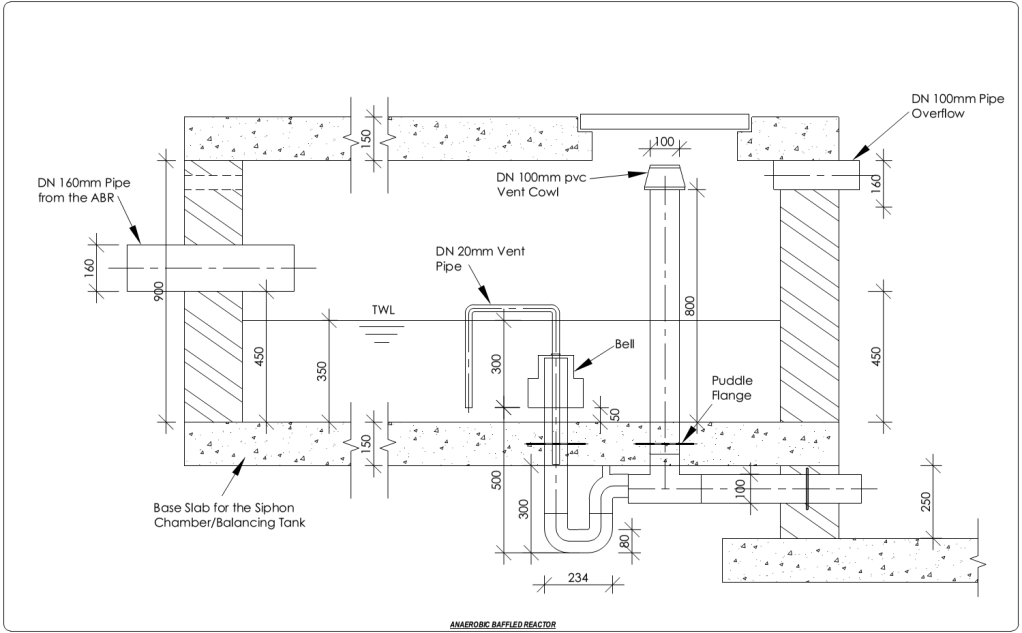 DN 100mm Pipe
Overflow
150
100
DN 100mm pvc
Vent Cowl
160
DN 160mm Pipe
from the ABR
160
900
DN 20mm Vent
Pipe
TWL
800
450
350
300
Bell
450
Puddle
Flange
50
150
500
300
100
250
80
Base Slab for the Siphon
Chamber/Balancing Tank
234
ANAEROBIC BAFFLED REACTOR